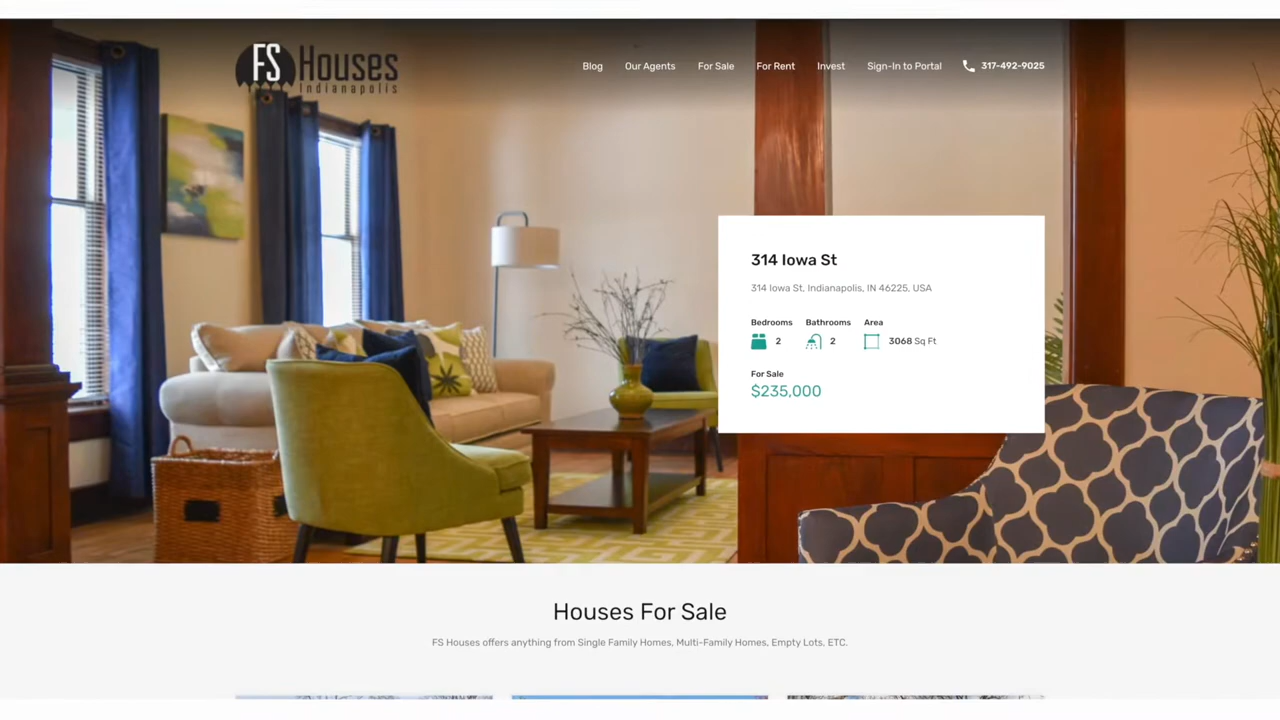 FS Houses
Indianapolis
Blog Our Agents For Sale For Rent Invest Sign-In to Portal 317-492-9025
314 Iowa St
314 Iowa St, Indianapolis, IN 46225, USA
Bedrooms Bathrooms Area
2 2 3068 Sq Ft
For Sale
$235,000
Houses For Sale
FS Houses offers anything from Single Family Homes, Multi-Family Homes, Empty Lots, ETC.